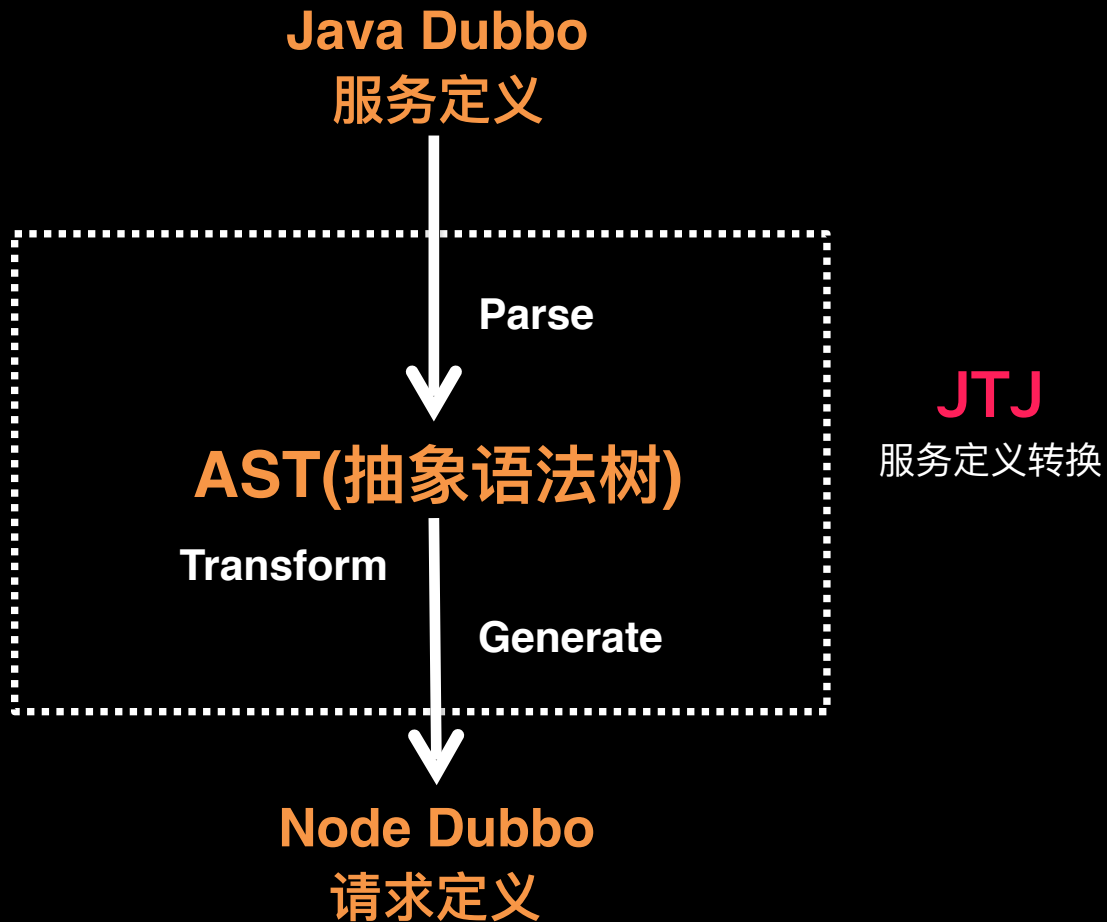 Java Dubbo
服务定义
Parse
JTJ
服务定义转换
AST(抽象语法树)
Transform
Generate
Node Dubbo
请求定义